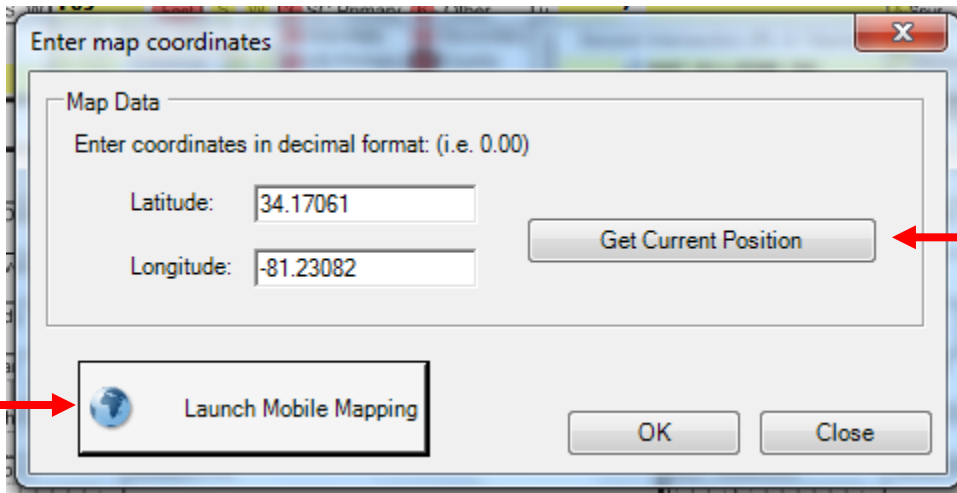 Enter map coordinates
Map Data
Enter coordinates in decimal format: (i.e. 0.00)
Latitude: 34.17061
Get Current Position
Longitude: -81.23082
Launch Mobile Mapping
OK Close